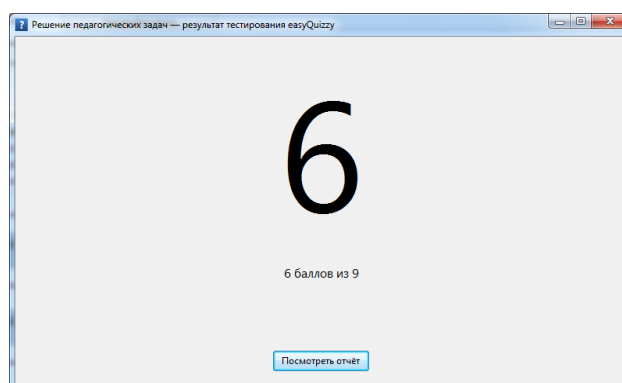 Решение педагогических задач — результат тестирования easyQuizzy
6
6 баллов из 9
Посмотреть отчёт